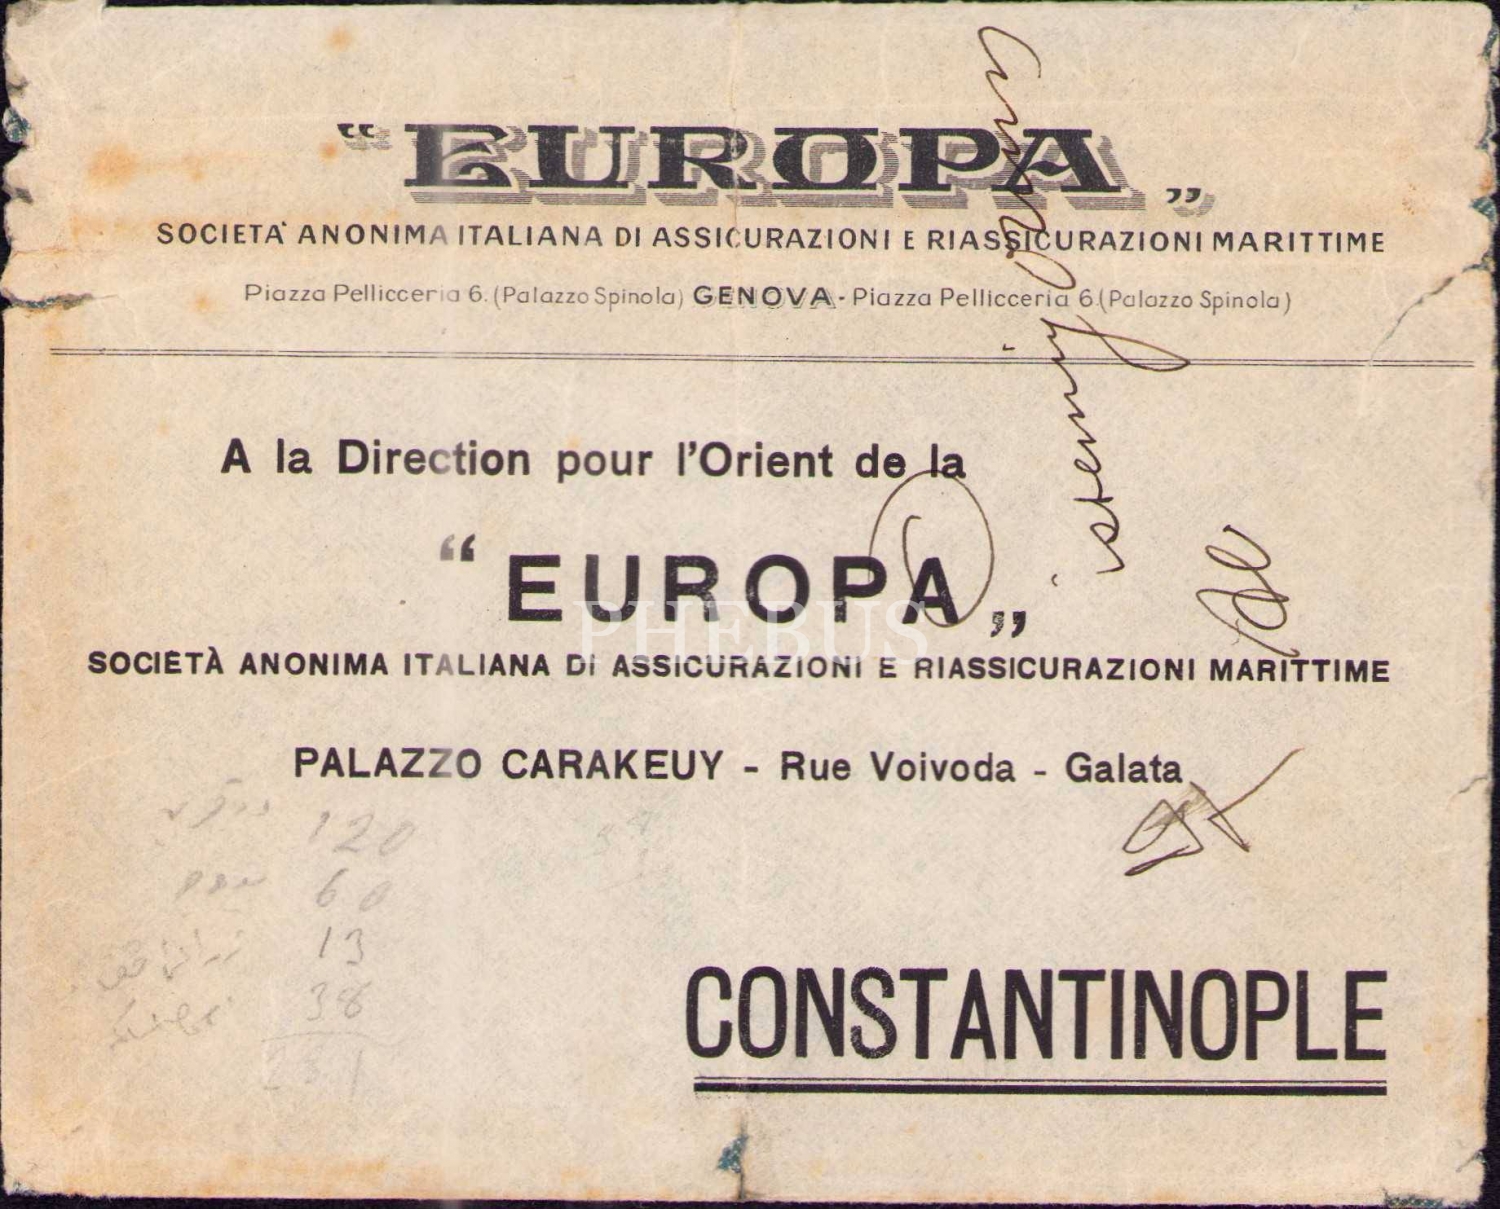 “EUROPA„
SOCIETÀ ANONIMA ITALIANA DI ASSICURAZIONI E RIASSICURAZIONI MARITTIME
Piazza Pellicceria 6. (Palazzo Spinola) GENOVA - Piazza Pellicceria 6. (Palazzo Spinola)
A la Direction pour l'Orient de la
“EUROPA„
PHEBUS
SOCIETÀ ANONIMA ITALIANA DI ASSICURAZIONI E RIASSICURAZIONI MARITTIME
PALAZZO CARAKEUY - Rue Voivoda - Galata
120
60
13
38
CONSTANTINOPLE